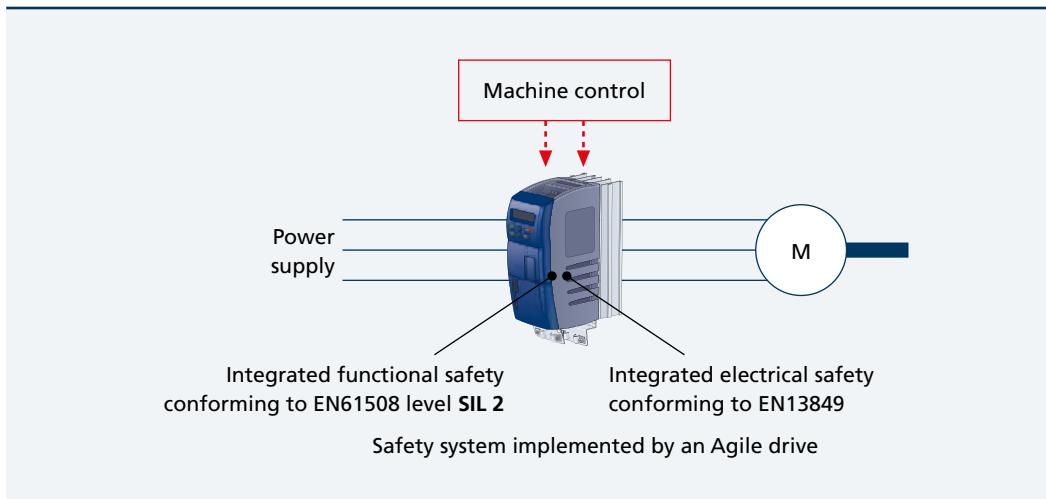 Machine control
Power
supply
M
Integrated functional safety
conforming to EN61508 level SIL 2
Integrated electrical safety
conforming to EN13849
Safety system implemented by an Agile drive